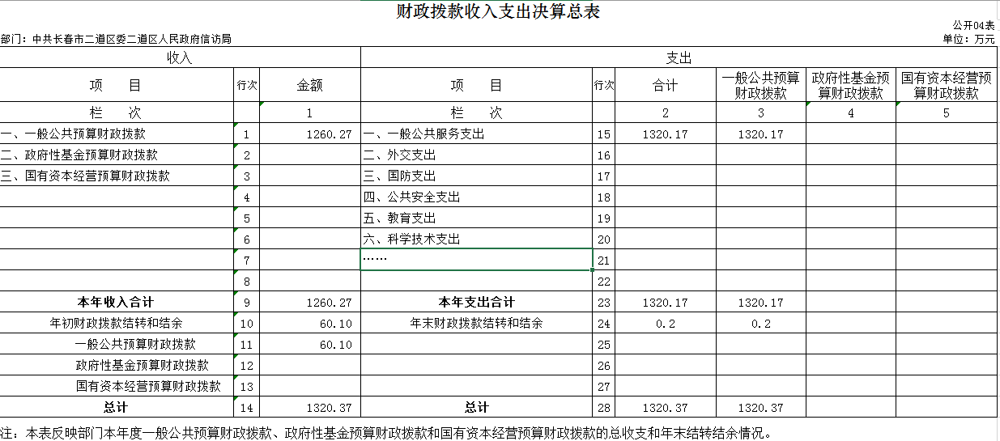 财政拨款收入支出决算总表
公开04表
部门：中共长春市二道区委二道区人民政府信访局 单位：万元
收入 支出
项 目 行次 金额 项 目 行次 合计 一般公共预算财政拨款 政府性基金预算财政拨款 国有资本经营预算财政拨款
栏 次 1 栏 次 2 3 4 5
一、一般公共预算财政拨款 1 1260.27 一、一般公共服务支出 15 1320.17 1320.17
二、政府性基金预算财政拨款 2 二、外交支出 16
三、国有资本经营预算财政拨款 3 三、国防支出 17
4 四、公共安全支出 18
5 五、教育支出 19
6 六、科学技术支出 20
7 …… 21
8 22
本年收入合计 9 1260.27 本年支出合计 23 1320.17 1320.17
年初财政拨款结转和结余 10 60.10 年末财政拨款结转和结余 24 0.2 0.2
一般公共预算财政拨款 11 60.10 25
政府性基金预算财政拨款 12 26
国有资本经营预算财政拨款 13 27
总计 14 1320.37 总计 28 1320.37 1320.37
注：本表反映部门本年度一般公共预算财政拨款、政府性基金预算财政拨款和国有资本经营预算财政拨款的总收支和年末结转结余情况。